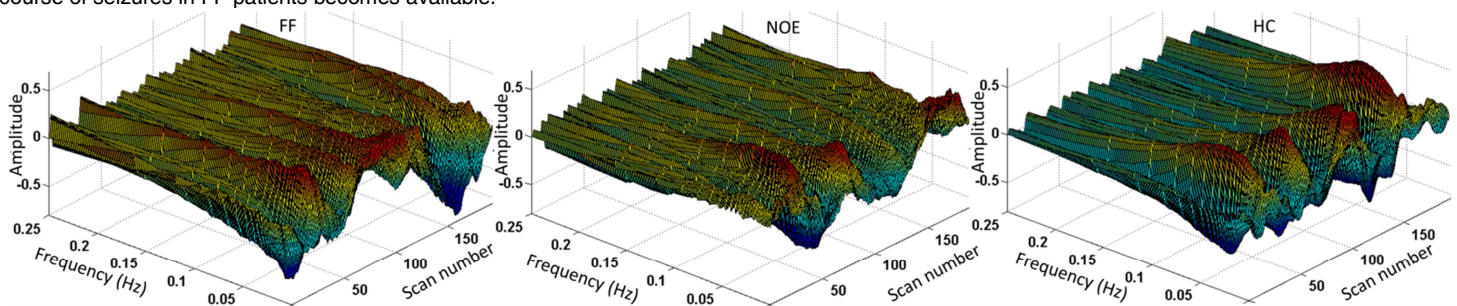 course of seizures in FF patients becomes available.
FF
NOE
HC
Amplitude
0.5
0
-0.5
0.25
0.2
0.15
0.1
0.05
Frequency (Hz)
50
100
150
Scan number
Amplitude
0.5
0
-0.5
0.25
0.2
0.15
0.1
0.05
Frequency (Hz)
50
100
150
Scan number
Amplitude
0.5
0
-0.5
0.25
0.2
0.15
0.1
0.05
Frequency (Hz)
50
100
150
Scan number